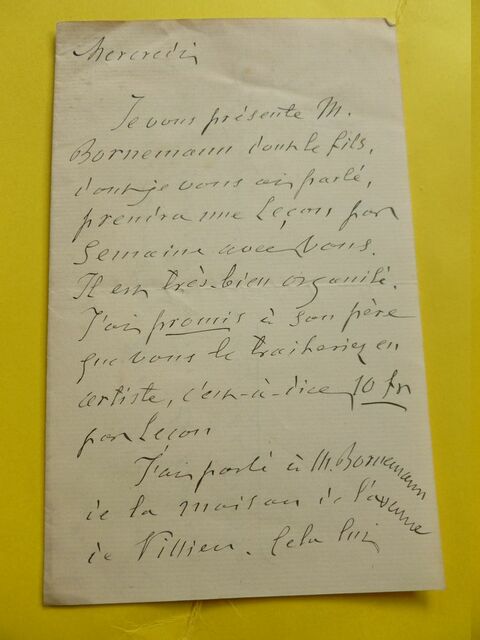 Mercredi
Je vous présente M.
Bornemann dont le fils,
dont je vous ai parlé,
prendra une leçon par
semaine avec vous.
Il est très-bien organisé.
J'ai promis à son père
que vous le traiteriez en
artiste, c'est-à-dire 10 fr
par leçon
J'ai parlé à M. Bornemann
de la maison de l'avenue
de Villiers. Cela lui